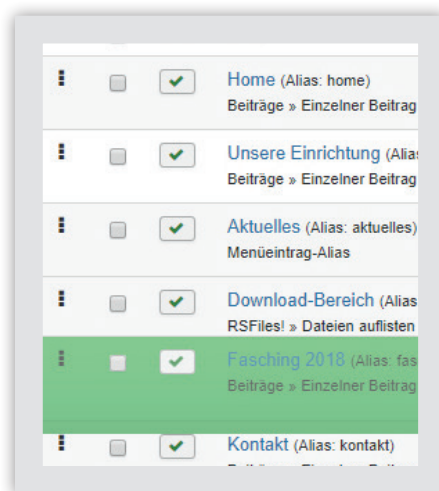 Home (Alias: home)
Beiträge » Einzelner Beitrag
Unsere Einrichtung (Alias
Beiträge » Einzelner Beitrag
Aktuelles (Alias: aktuelles)
Menüeintrag-Alias
Download-Bereich (Alias
RSFiles! » Dateien auflisten
Fasching 2018 (Alias: fas
Beiträge » Einzelner Beitrag
Kontakt (Alias: kontakt)